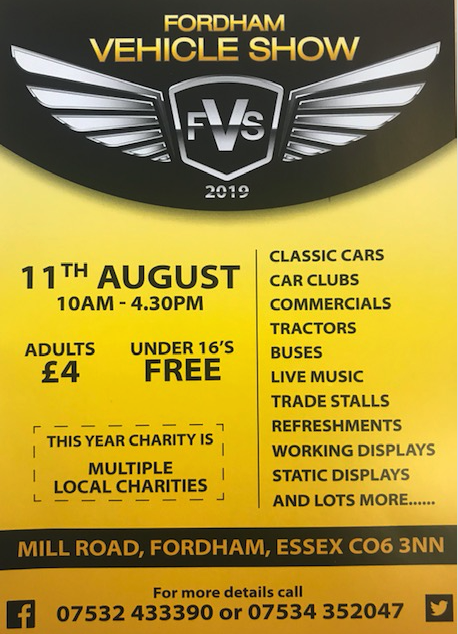 FORDHAM
VEHICLE SHOW
FVS
2019
11TH AUGUST
10AM - 4.30PM
ADULTS
£4
UNDER 16'S
FREE
THIS YEAR CHARITY IS
MULTIPLE
LOCAL CHARITIES
CLASSIC CARS
CAR CLUBS
COMMERCIALS
TRACTORS
BUSES
LIVE MUSIC
TRADE STALLS
REFRESHMENTS
WORKING DISPLAYS
STATIC DISPLAYS
AND LOTS MORE......
MILL ROAD, FORDHAM, ESSEX CO6 3NN
For more details call
07532 433390 or 07534 352047